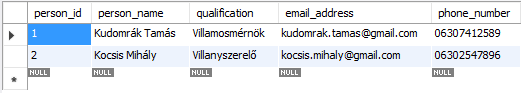 person_id person_name qualification email_address phone_number
1 Kudomrák Tamás Villamosmérnök kudomrak.tamas@gmail.com 06307412589
2 Kocsis Mihály Villanyszerelő kocsis.mihaly@gmail.com 06302547896
NULL NULL NULL NULL NULL